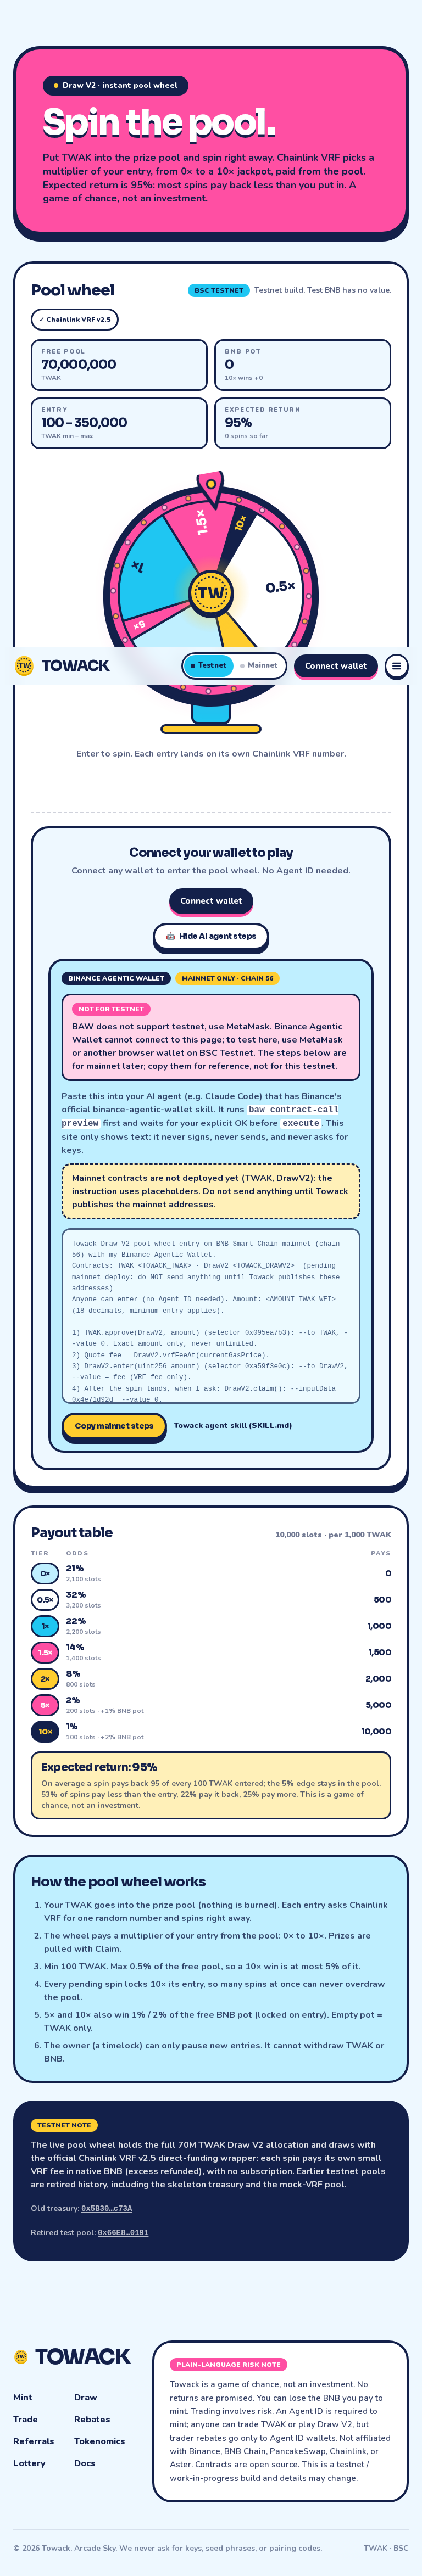 Draw V2 · instant pool wheel
Spin the pool.
Put TWAK into the prize pool and spin right away. Chainlink VRF picks a
multiplier of your entry, from 0× to a 10× jackpot, paid from the pool.
Expected return is 95%: most spins pay back less than you put in. A
game of chance, not an investment.
Pool wheel
BSC TESTNET
Testnet build. Test BNB has no value.
✓ Chainlink VRF v2.5
FREE POOL
70,000,000
TWAK
BNB POT
0
10× wins +0
ENTRY
100 – 350,000
TWAK min – max
EXPECTED RETURN
95%
0 spins so far
1.5×
10×
1×
0.5×
TW
5×
TW
TOWACK
Testnet
Mainnet
Connect wallet
Enter to spin. Each entry lands on its own Chainlink VRF number.
Connect your wallet to play
Connect any wallet to enter the pool wheel. No Agent ID needed.
Connect wallet
🤖 Hide AI agent steps
BINANCE AGENTIC WALLET
MAINNET ONLY · CHAIN 56
NOT FOR TESTNET
BAW does not support testnet, use MetaMask. Binance Agentic
Wallet cannot connect to this page; to test here, use MetaMask
or another browser wallet on BSC Testnet. The steps below are
for mainnet later; copy them for reference, not for this testnet.
Paste this into your AI agent (e.g. Claude Code) that has Binance's
official binance-agentic-wallet skill. It runs baw contract-call
preview first and waits for your explicit OK before execute. This
site only shows text: it never signs, never sends, and never asks for
keys.
Mainnet contracts are not deployed yet (TWAK, DrawV2): the
instruction uses placeholders. Do not send anything until Towack
publishes the mainnet addresses.
Towack Draw V2 pool wheel entry on BNB Smart Chain mainnet (chain
56) with my Binance Agentic Wallet.
Contracts: TWAK <TOWACK_TWAK> · DrawV2 <TOWACK_DRAWV2>  (pending
mainnet deploy: do NOT send anything until Towack publishes these
addresses)
Anyone can enter (no Agent ID needed). Amount: <AMOUNT_TWAK_WEI>
(18 decimals, minimum entry applies).
1) TWAK.approve(DrawV2, amount) (selector 0x095ea7b3): --to TWAK, -
-value 0. Exact amount only, never unlimited.
2) Quote fee = DrawV2.vrfFeeAt(currentGasPrice).
3) DrawV2.enter(uint256 amount) (selector 0xa59f3e0c): --to DrawV2,
--value = fee (VRF fee only).
4) After the spin lands, when I ask: DrawV2.claim(): --inputData
0x4e71d92d  --value 0.
Copy mainnet steps
Towack agent skill (SKILL.md)
Payout table
10,000 slots · per 1,000 TWAK
TIER ODDS PAYS
0× 21% 0
2,100 slots
0.5× 32% 500
3,200 slots
1× 22% 1,000
2,200 slots
1.5× 14% 1,500
1,400 slots
2× 8% 2,000
800 slots
5× 2% 5,000
200 slots · +1% BNB pot
10× 1% 10,000
100 slots · +2% BNB pot
Expected return: 95%
On average a spin pays back 95 of every 100 TWAK entered; the 5% edge stays in the pool.
53% of spins pay less than the entry, 22% pay it back, 25% pay more. This is a game of
chance, not an investment.
How the pool wheel works
1. Your TWAK goes into the prize pool (nothing is burned). Each entry asks Chainlink
VRF for one random number and spins right away.
2. The wheel pays a multiplier of your entry from the pool: 0× to 10×. Prizes are
pulled with Claim.
3. Min 100 TWAK. Max 0.5% of the free pool, so a 10× win is at most 5% of it.
4. Every pending spin locks 10× its entry, so many spins at once can never overdraw
the pool.
5. 5× and 10× also win 1% / 2% of the free BNB pot (locked on entry). Empty pot =
TWAK only.
6. The owner (a timelock) can only pause new entries. It cannot withdraw TWAK or
BNB.
TESTNET NOTE
The live pool wheel holds the full 70M TWAK Draw V2 allocation and draws with
the official Chainlink VRF v2.5 direct-funding wrapper: each spin pays its own small
VRF fee in native BNB (excess refunded), with no subscription. Earlier testnet pools
are retired history, including the skeleton treasury and the mock-VRF pool.
Old treasury: 0x5B30…c73A
Retired test pool: 0x66E8…0191
TW
TOWACK
Mint
Draw
Trade
Rebates
Referrals
Tokenomics
Lottery
Docs
PLAIN-LANGUAGE RISK NOTE
Towack is a game of chance, not an investment. No
returns are promised. You can lose the BNB you pay to
mint. Trading involves risk. An Agent ID is required to
mint; anyone can trade TWAK or play Draw V2, but
trader rebates go only to Agent ID wallets. Not affiliated
with Binance, BNB Chain, PancakeSwap, Chainlink, or
Aster. Contracts are open source. This is a testnet /
work-in-progress build and details may change.
© 2026 Towack. Arcade Sky. We never ask for keys, seed phrases, or pairing codes.
TWAK · BSC